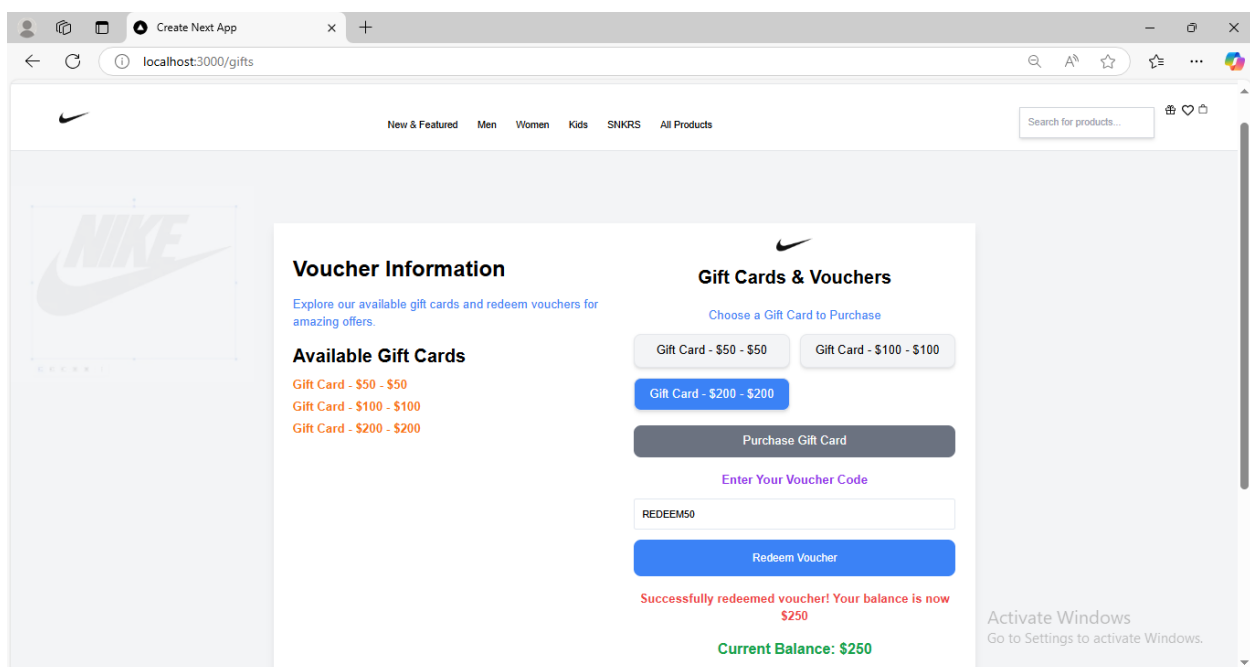 Create Next App
localhost:3000/gifts
New & Featured Men Women Kids SNKRS All Products
Search for products...
NIKE
Voucher Information
Explore our available gift cards and redeem vouchers for
amazing offers.
Available Gift Cards
Gift Card - $50 - $50
Gift Card - $100 - $100
Gift Card - $200 - $200
Gift Cards & Vouchers
Choose a Gift Card to Purchase
Gift Card - $50 - $50
Gift Card - $100 - $100
Gift Card - $200 - $200
Purchase Gift Card
Enter Your Voucher Code
REDEEM50
Redeem Voucher
Successfully redeemed voucher! Your balance is now
$250
Current Balance: $250
Activate Windows
Go to Settings to activate Windows.